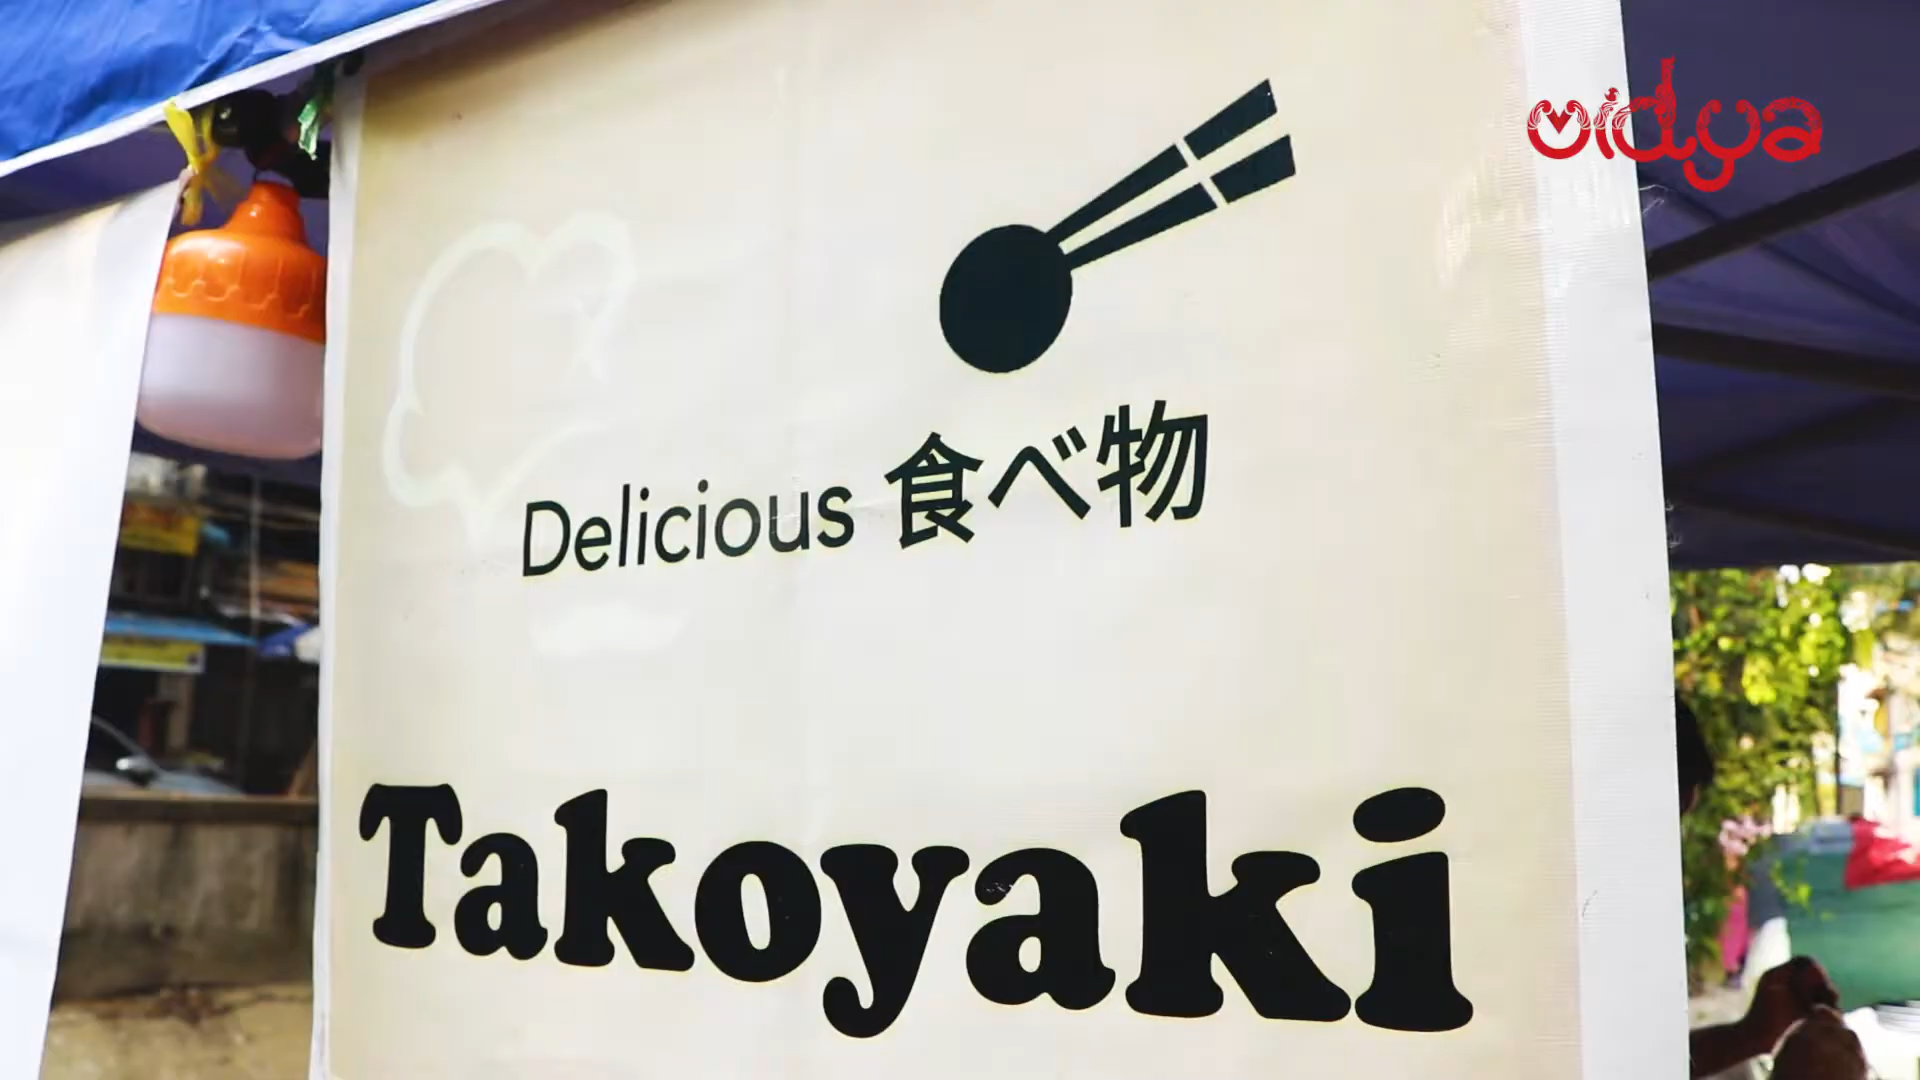 vidya
Delicious 食べ物
Takoyaki